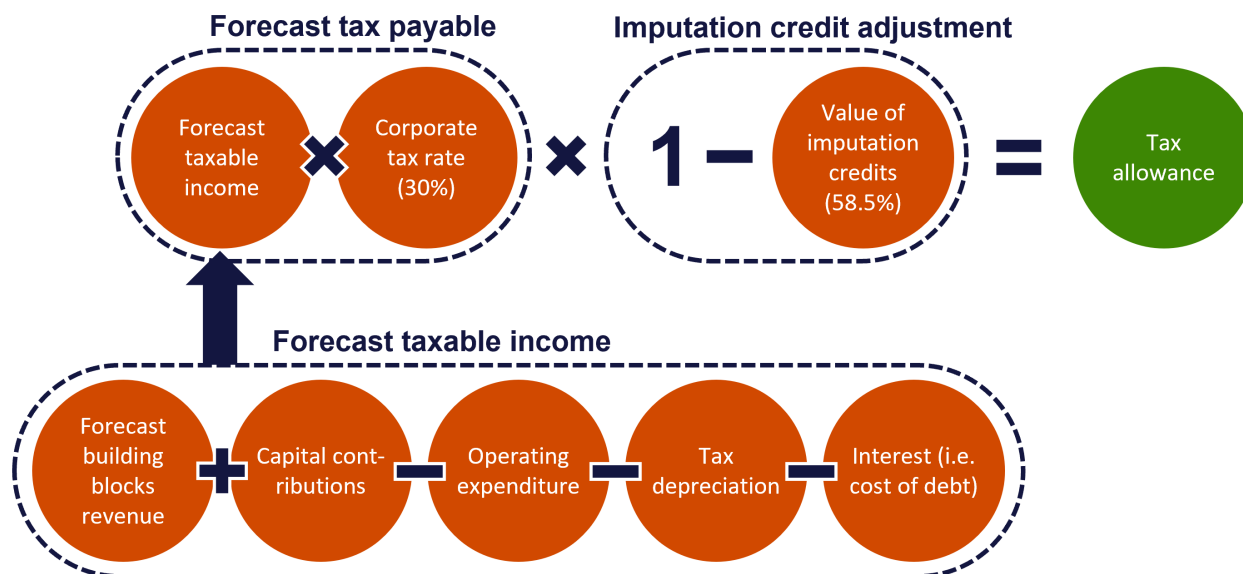 Forecast tax payable
Imputation credit adjustment
Forecast
taxable
income
×
Corporate
tax rate
(30%)
×
1 −
Value of
imputation
credits
(58.5%)
=
Tax
allowance
Forecast taxable income
Forecast
building
blocks
revenue
+
Capital cont-
ributions
−
Operating
expenditure
−
Tax
depreciation
−
Interest (i.e.
cost of debt)